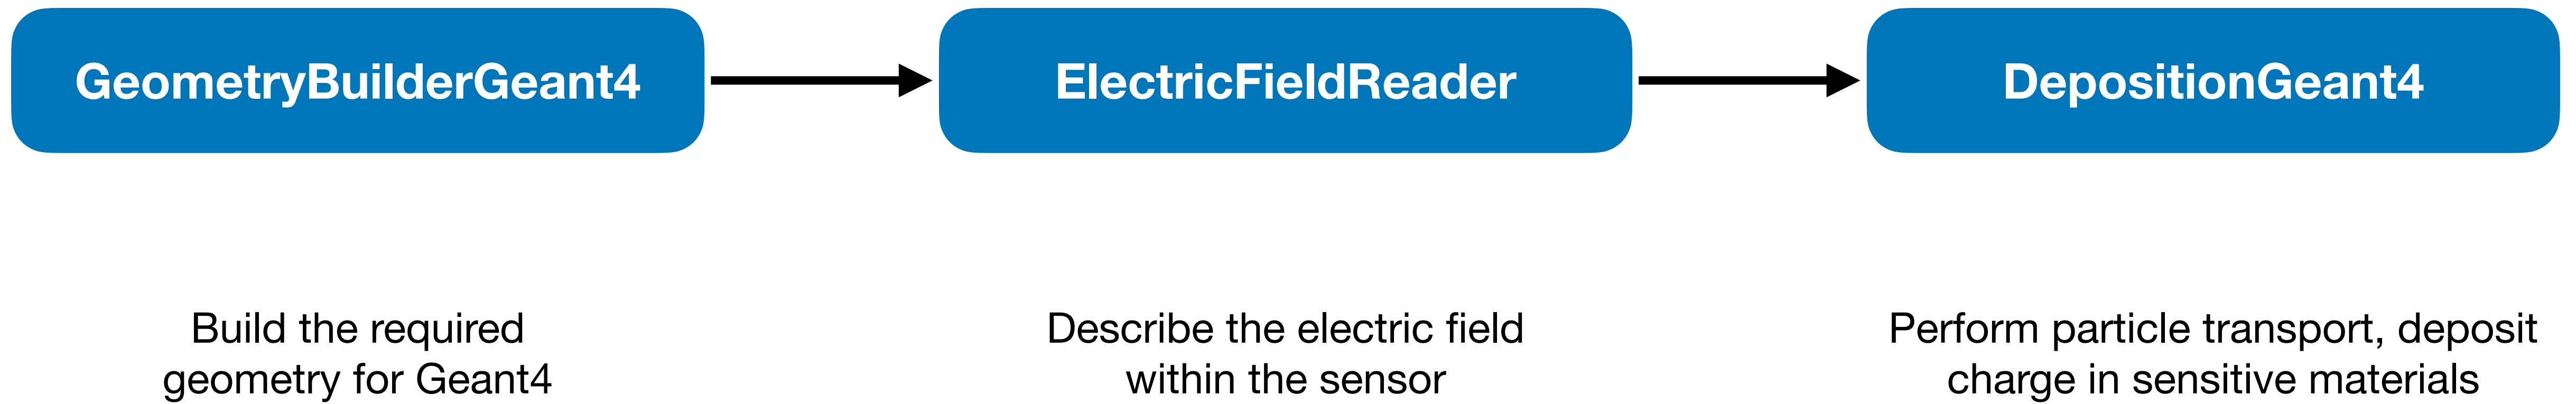 GeometryBuilderGeant4
ElectricFieldReader
DepositionGeant4
Build the required
geometry for Geant4
Describe the electric field
within the sensor
Perform particle transport, deposit
charge in sensitive materials